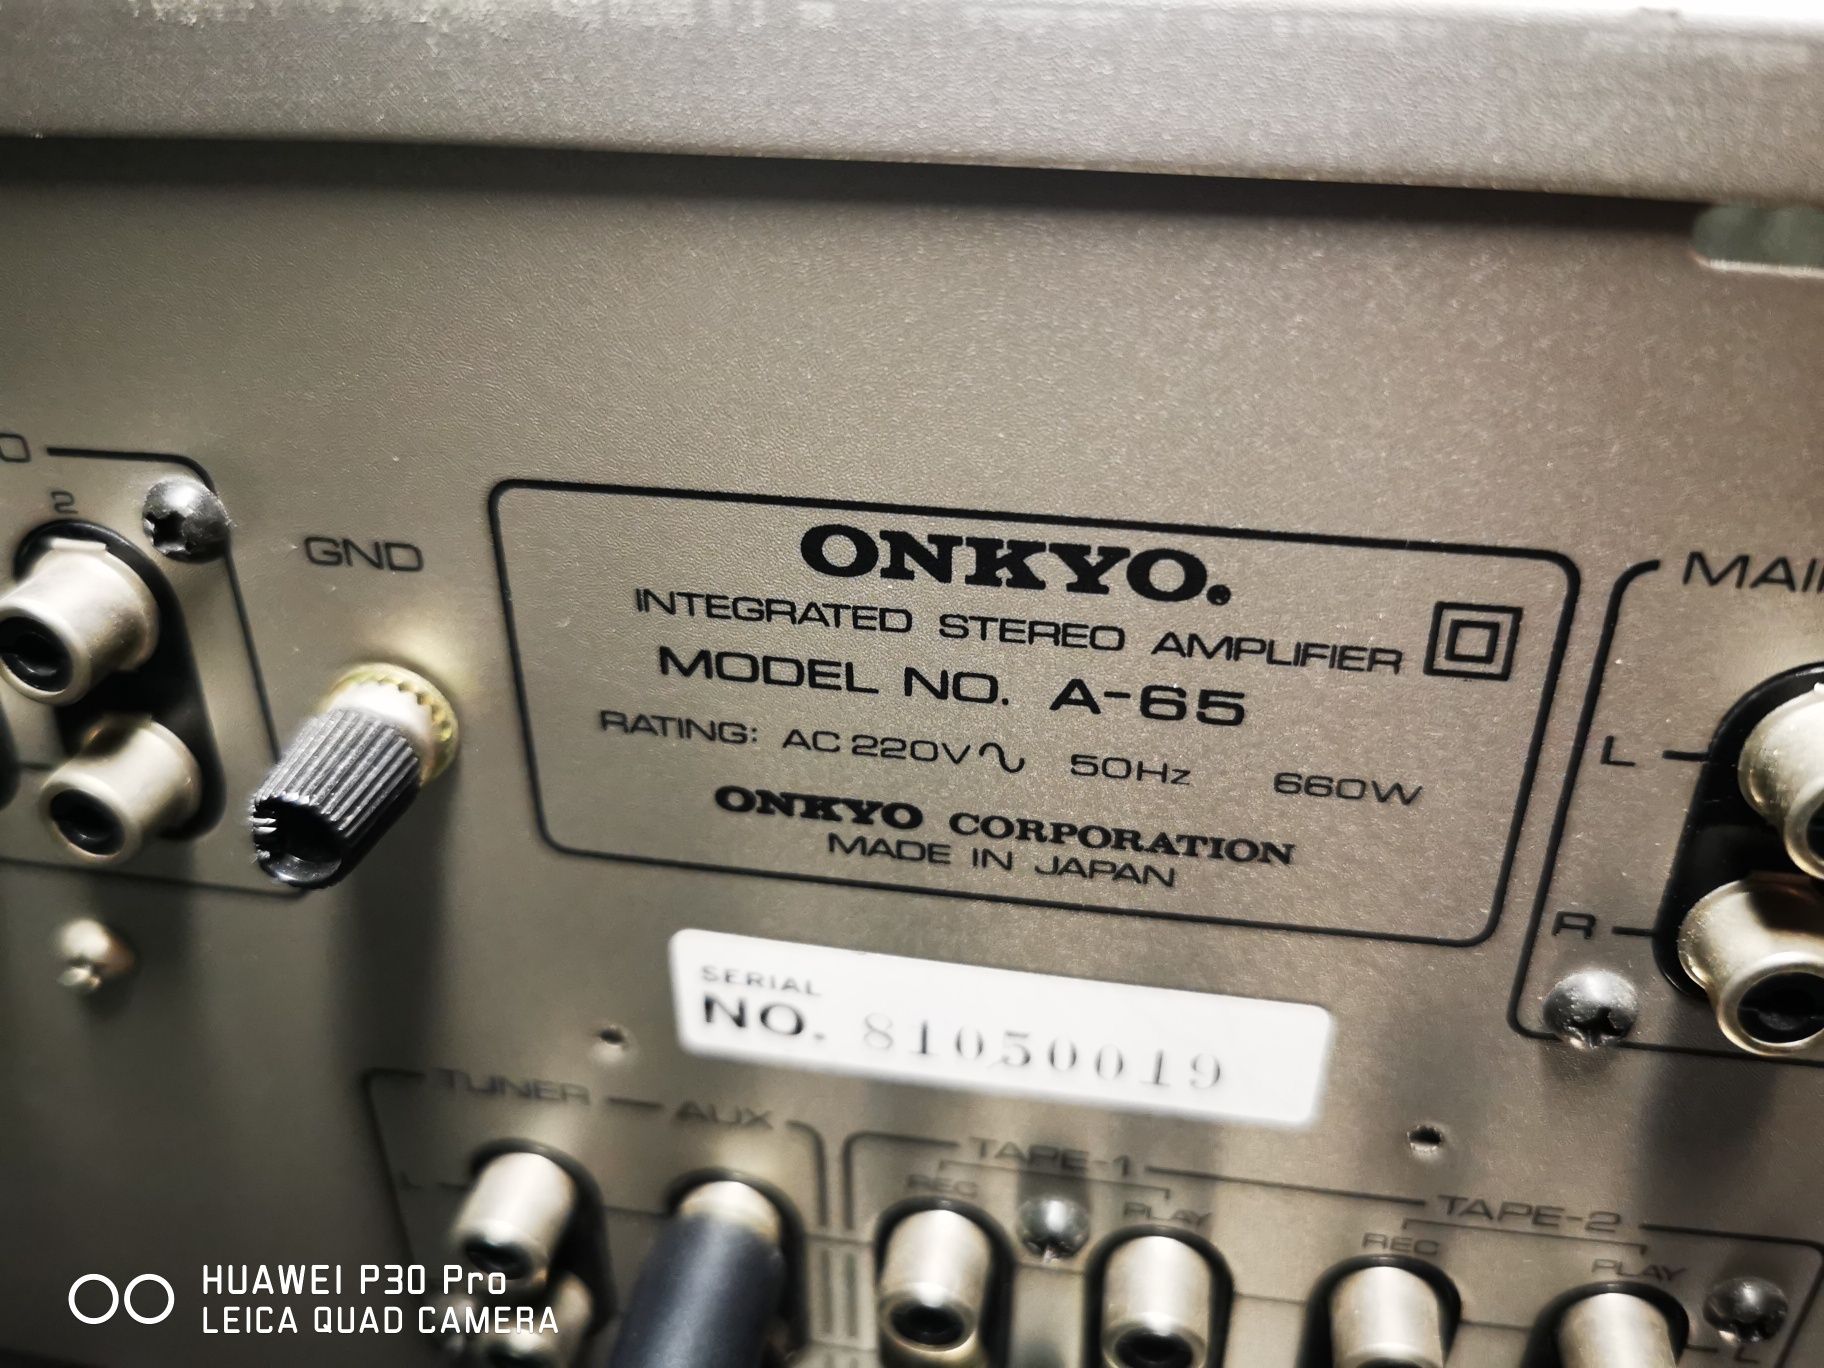 2
GND
ONKYO®
INTEGRATED STEREO AMPLIFIER
MODEL NO. A-65
RATING: AC 220V∿ 50Hz 660W
ONKYO CORPORATION
MADE IN JAPAN
L
R
SERIAL
NO. 81050019
TUNER AUX
L
TAPE-1
REC PLAY
TAPE-2
REC PLAY
L
HUAWEI P30 Pro
LEICA QUAD CAMERA